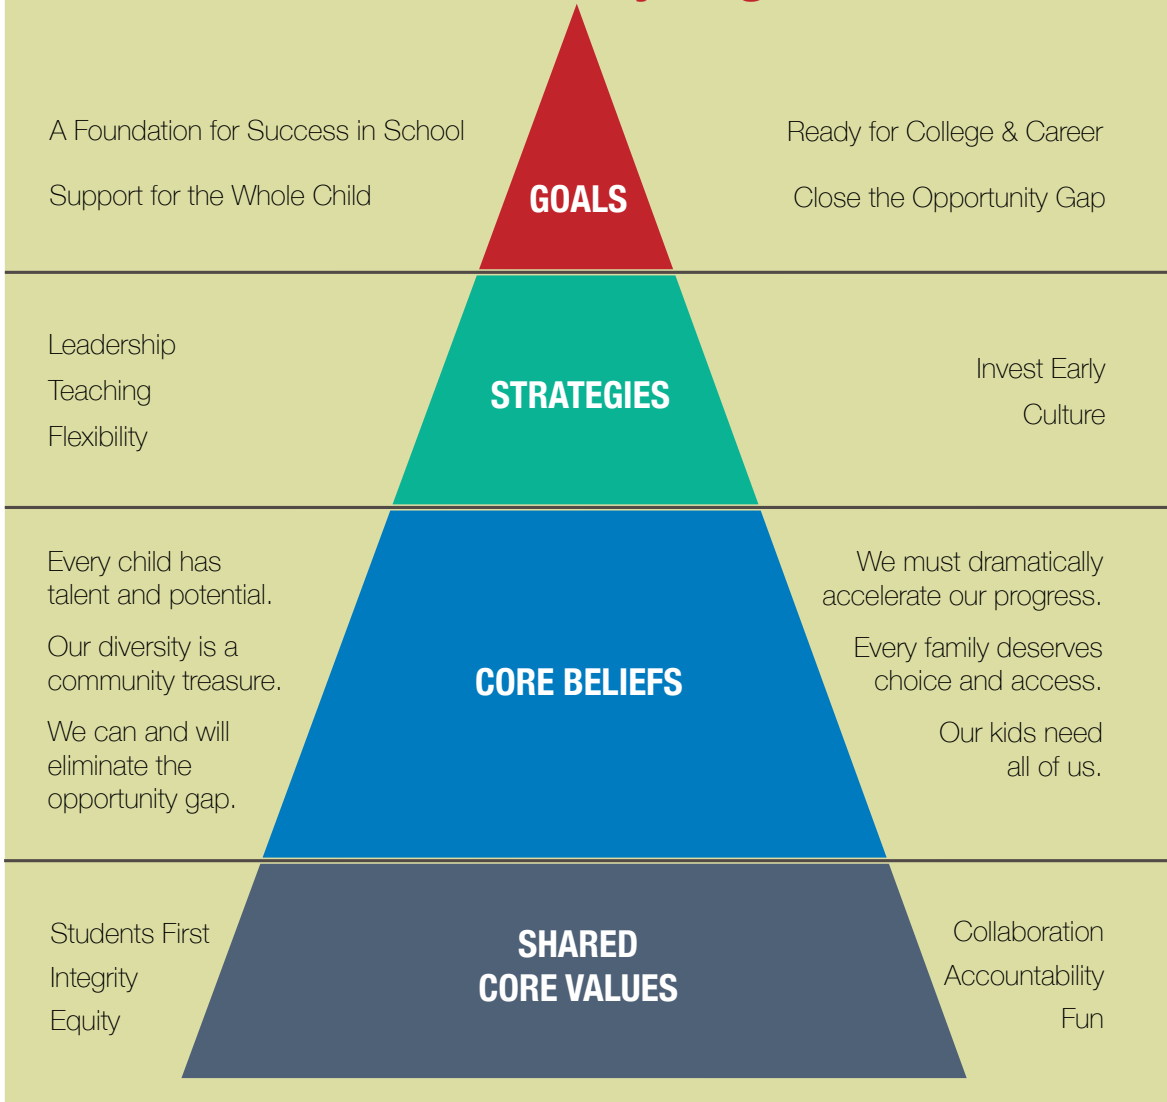 A Foundation for Success in School
Support for the Whole Child
GOALS
Ready for College & Career
Close the Opportunity Gap
Leadership
Teaching
Flexibility
STRATEGIES
Invest Early
Culture
Every child has
talent and potential.
Our diversity is a
community treasure.
We can and will
eliminate the
opportunity gap.
CORE BELIEFS
We must dramatically
accelerate our progress.
Every family deserves
choice and access.
Our kids need
all of us.
Students First
Integrity
Equity
SHARED
CORE VALUES
Collaboration
Accountability
Fun